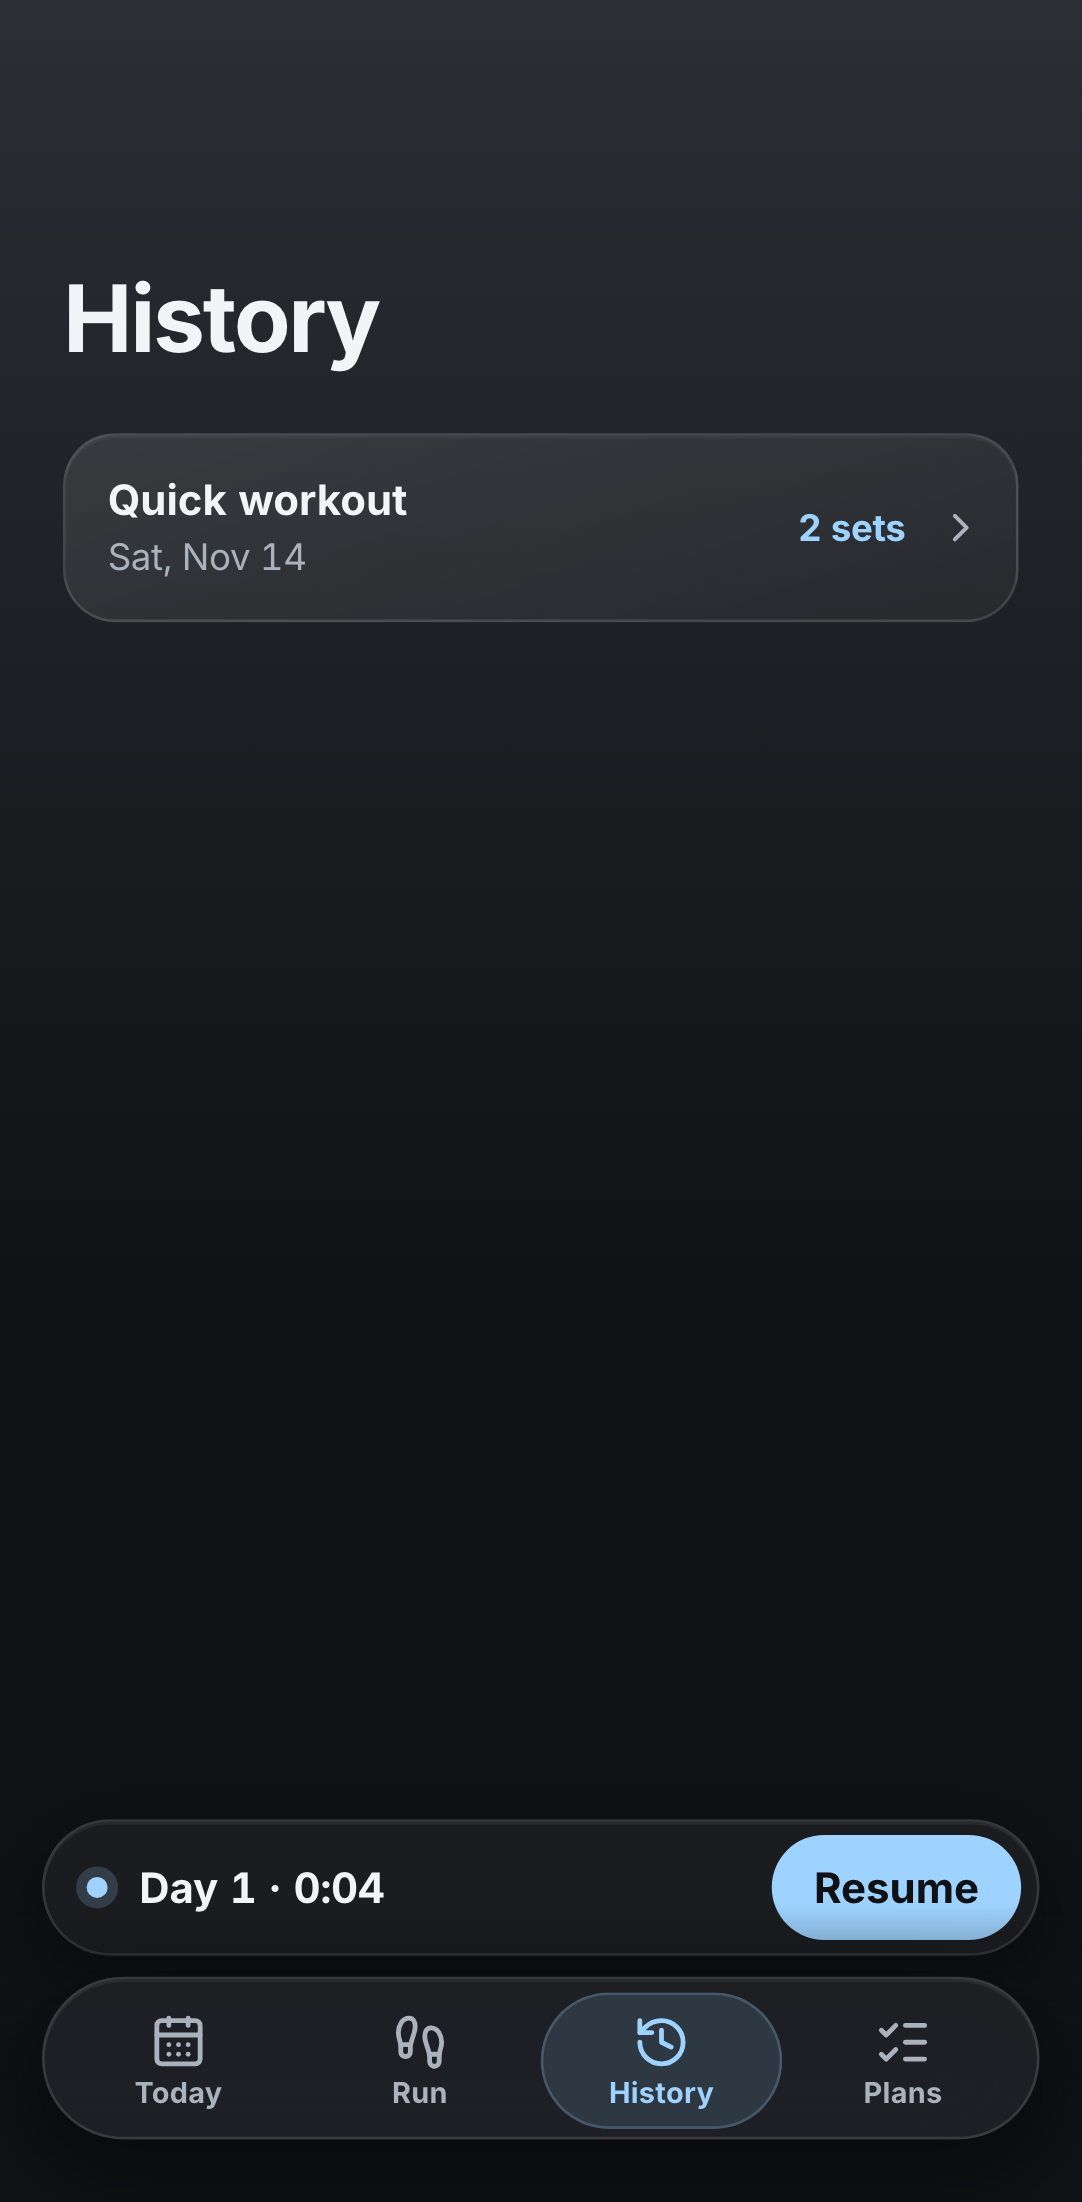 History
Quick workout
Sat, Nov 14
2 sets
Day 1 · 0:04
Resume
Today
Run
History
Plans